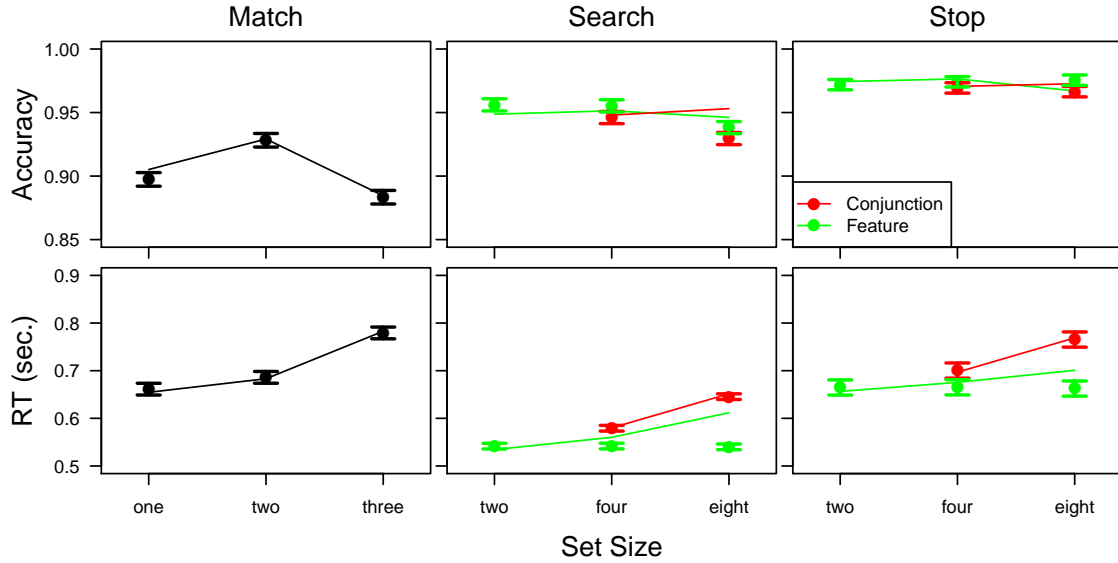 Match Search Stop
Accuracy
1.00
0.95
0.90
0.85
Conjunction
Feature
RT (sec.)
0.9
0.8
0.7
0.6
0.5
one two three two four eight two four eight
Set Size